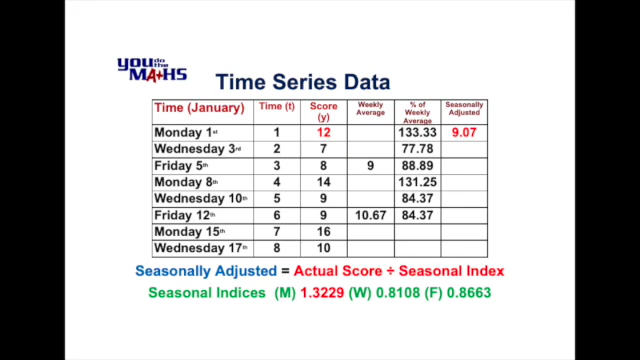 you do the MA+HS
Time Series Data
Time (January) Time (t) Score (y) Weekly Average % of Weekly Average Seasonally Adjusted
Monday 1st 1 12 133.33 9.07
Wednesday 3rd 2 7 77.78
Friday 5th 3 8 9 88.89
Monday 8th 4 14 131.25
Wednesday 10th 5 9 84.37
Friday 12th 6 9 10.67 84.37
Monday 15th 7 16
Wednesday 17th 8 10
Seasonally Adjusted = Actual Score ÷ Seasonal Index
Seasonal Indices (M) 1.3229 (W) 0.8108 (F) 0.8663